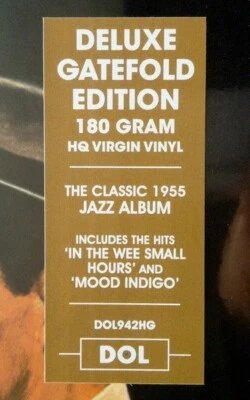 DELUXE
GATEFOLD
EDITION
180 GRAM
HQ VIRGIN VINYL
THE CLASSIC 1955
JAZZ ALBUM
INCLUDES THE HITS
'IN THE WEE SMALL
HOURS' AND
'MOOD INDIGO'
DOL942HG
DOL